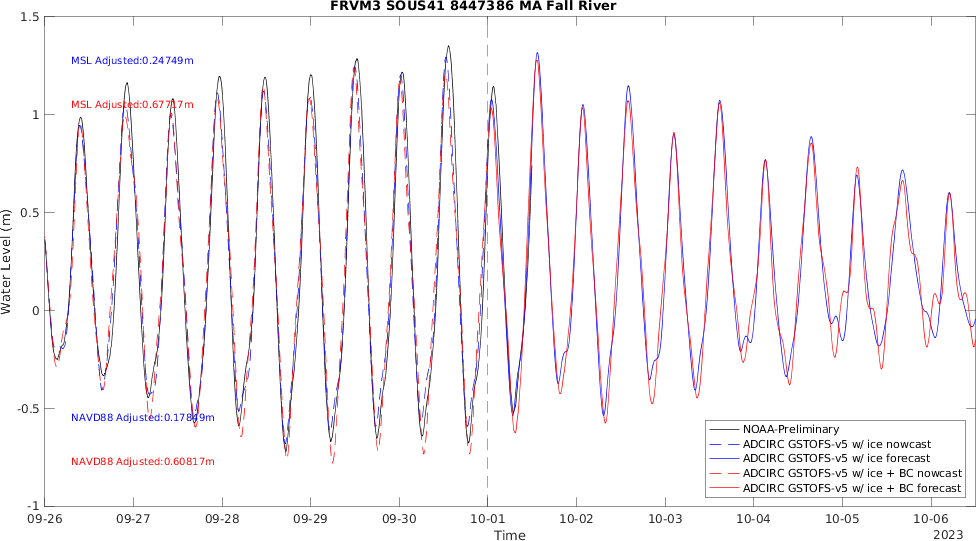 FRVM3 SOUS41 8447386 MA Fall River
1.5
1
0.5
0
-0.5
-1
Water Level (m)
MSL Adjusted:0.24749m
MSL Adjusted:0.67717m
NAVD88 Adjusted:0.17849m
NAVD88 Adjusted:0.60817m
NOAA-Preliminary
ADCIRC GSTOFS-v5 w/ ice nowcast
ADCIRC GSTOFS-v5 w/ ice forecast
ADCIRC GSTOFS-v5 w/ ice + BC nowcast
ADCIRC GSTOFS-v5 w/ ice + BC forecast
09-26 09-27 09-28 09-29 09-30 10-01 10-02 10-03 10-04 10-05 10-06
Time
2023